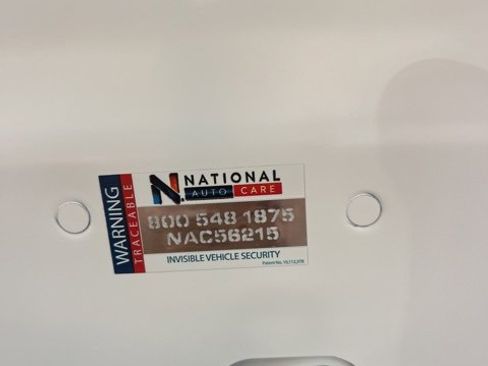 WARNING
TRACEABLE
N. NATIONAL
AUTO CARE
800 548 1875
NAC56215
INVISIBLE VEHICLE SECURITY